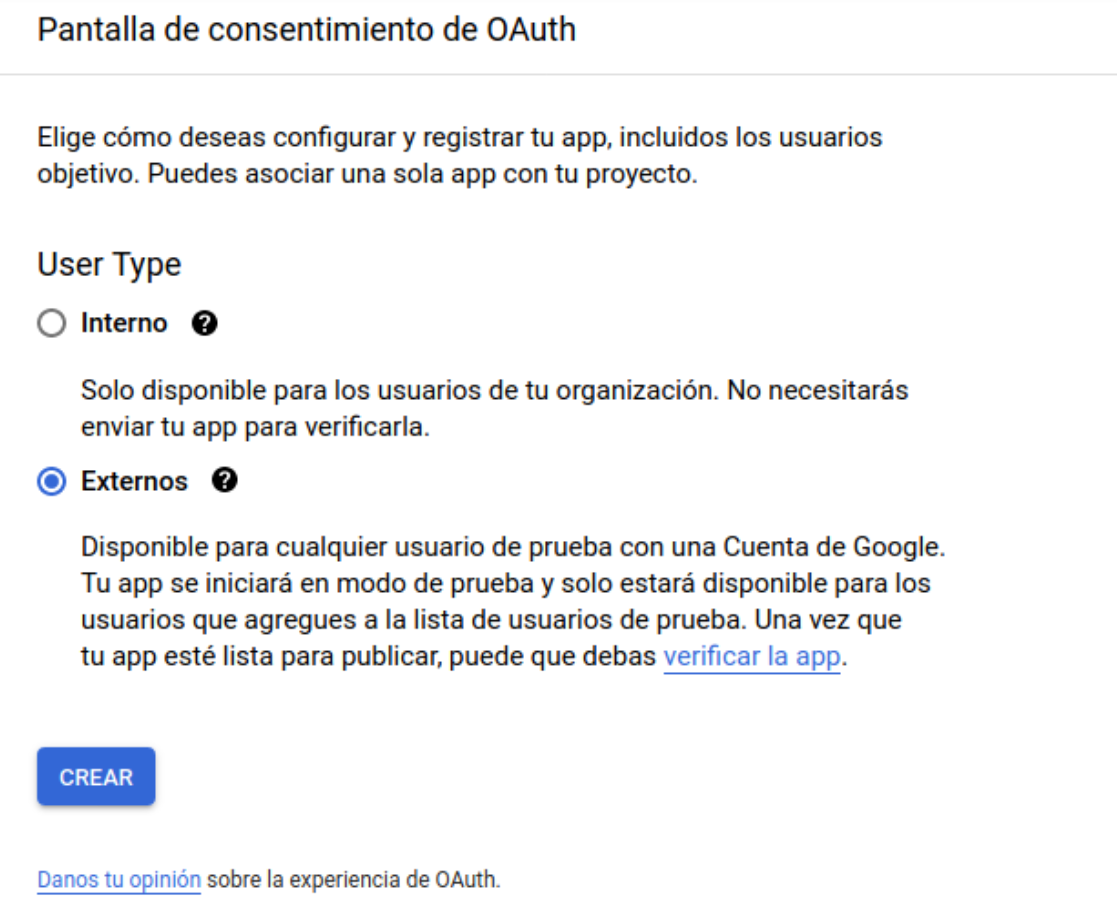 Pantalla de consentimiento de OAuth
Elige cómo deseas configurar y registrar tu app, incluidos los usuarios
objetivo. Puedes asociar una sola app con tu proyecto.
User Type
Interno ?
Solo disponible para los usuarios de tu organización. No necesitarás
enviar tu app para verificarla.
Externos ?
Disponible para cualquier usuario de prueba con una Cuenta de Google.
Tu app se iniciará en modo de prueba y solo estará disponible para los
usuarios que agregues a la lista de usuarios de prueba. Una vez que
tu app esté lista para publicar, puede que debas verificar la app.
CREAR
Danos tu opinión sobre la experiencia de OAuth.